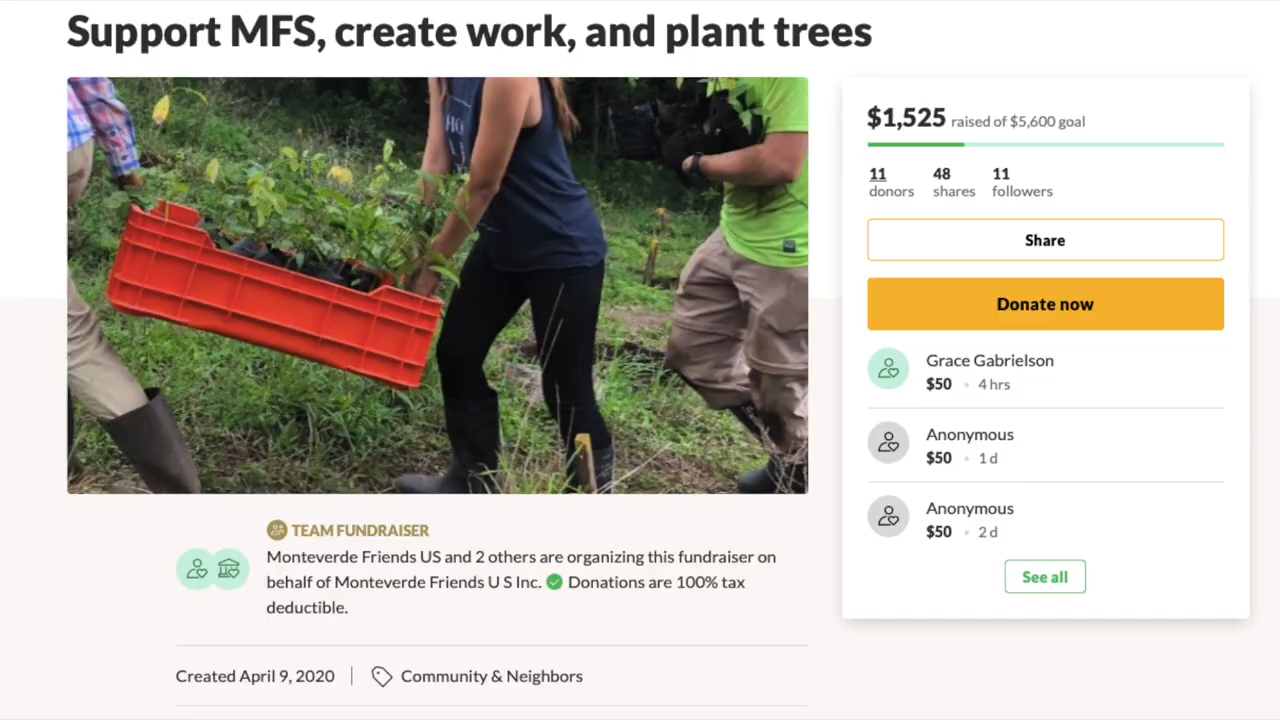 Support MFS, create work, and plant trees
$1,525 raised of $5,600 goal
11 donors
48 shares
11 followers
Share
Donate now
Grace Gabrielson
$50 • 4 hrs
Anonymous
$50 • 1 d
Anonymous
$50 • 2 d
See all
TEAM FUNDRAISER
Monteverde Friends US and 2 others are organizing this fundraiser on
behalf of Monteverde Friends U S Inc. Donations are 100% tax
deductible.
Created April 9, 2020
Community & Neighbors